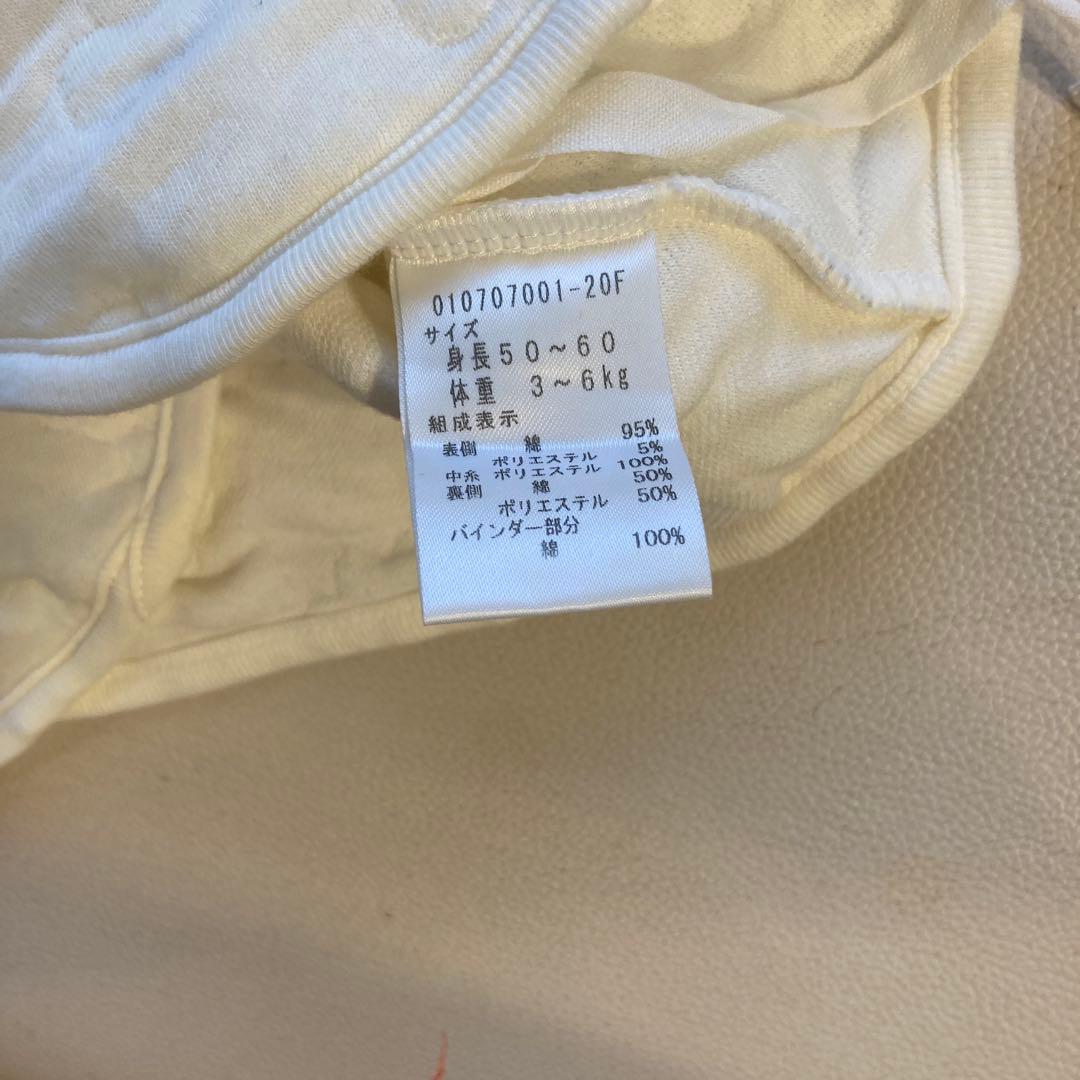 010707001-20F
サイズ
身長50～60
体重 3～6kg
組成表示
表側 綿 95%
ポリエステル 5%
中糸 ポリエステル 100%
裏側 綿 50%
ポリエステル 50%
バインダー部分
綿 100%